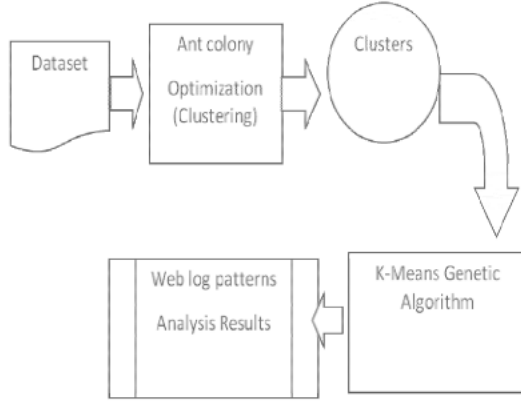 Dataset
Ant colony
Optimization
(Clustering)
Clusters
K-Means Genetic
Algorithm
Web log patterns
Analysis Results